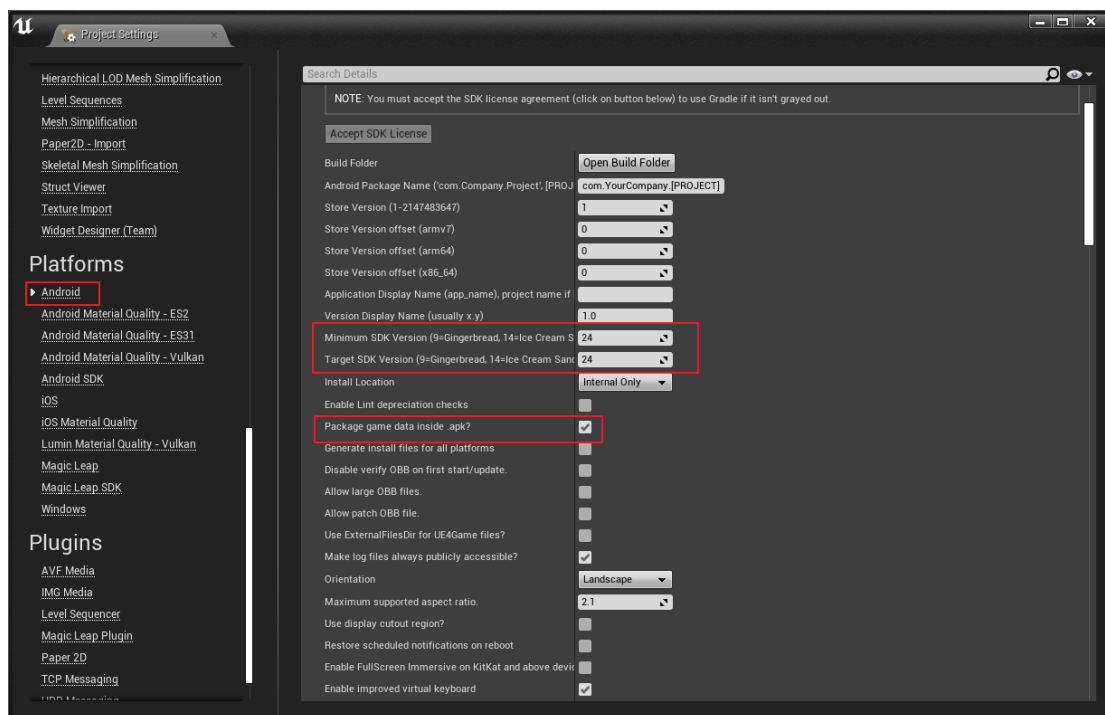 Project Settings
Hierarchical LOD Mesh Simplification
Level Sequences
Mesh Simplification
Paper2D - Import
Skeletal Mesh Simplification
Struct Viewer
Texture Import
Widget Designer (Team)
Platforms
Android
Android Material Quality - ES2
Android Material Quality - ES31
Android Material Quality - Vulkan
Android SDK
iOS
iOS Material Quality
Lumin Material Quality - Vulkan
Magic Leap
Magic Leap SDK
Windows
Plugins
AVF Media
IMG Media
Level Sequencer
Magic Leap Plugin
Paper 2D
TCP Messaging
UDP Messaging
Search Details
NOTE: You must accept the SDK license agreement (click on button below) to use Gradle if it isn't grayed out.
Accept SDK License
Build Folder Open Build Folder
Android Package Name ('com.Company.Project', [PROJ com.YourCompany.[PROJECT]
Store Version (1-2147483647) 1
Store Version offset (armv7) 0
Store Version offset (arm64) 0
Store Version offset (x86_64) 0
Application Display Name (app_name), project name if
Version Display Name (usually x.y) 1.0
Minimum SDK Version (9=Gingerbread, 14=Ice Cream S 24
Target SDK Version (9=Gingerbread, 14=Ice Cream Sand 24
Install Location Internal Only
Enable Lint depreciation checks
Package game data inside .apk?
Generate install files for all platforms
Disable verify OBB on first start/update.
Allow large OBB files.
Allow patch OBB file.
Use ExternalFilesDir for UE4Game files?
Make log files always publicly accessible?
Orientation Landscape
Maximum supported aspect ratio. 2.1
Use display cutout region?
Restore scheduled notifications on reboot
Enable FullScreen Immersive on KitKat and above devic
Enable improved virtual keyboard